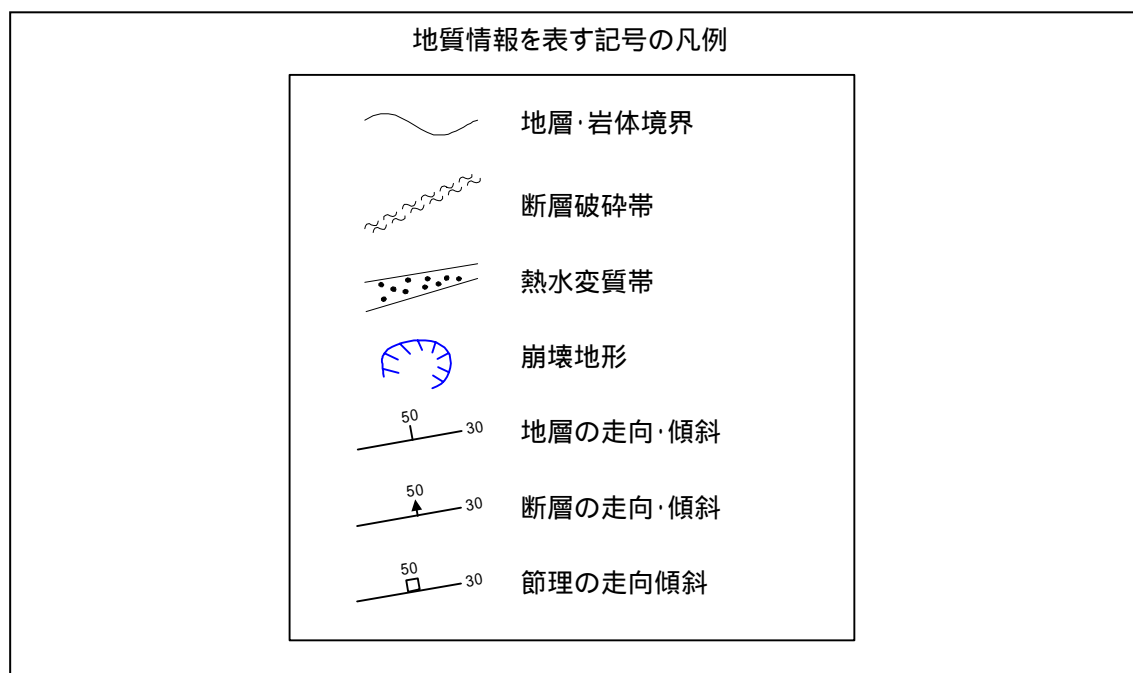 地質情報を表す記号の凡例
地層・岩体境界
断層破砕帯
熱水変質帯
崩壊地形
50
30
地層の走向・傾斜
50
30
断層の走向・傾斜
50
30
節理の走向傾斜